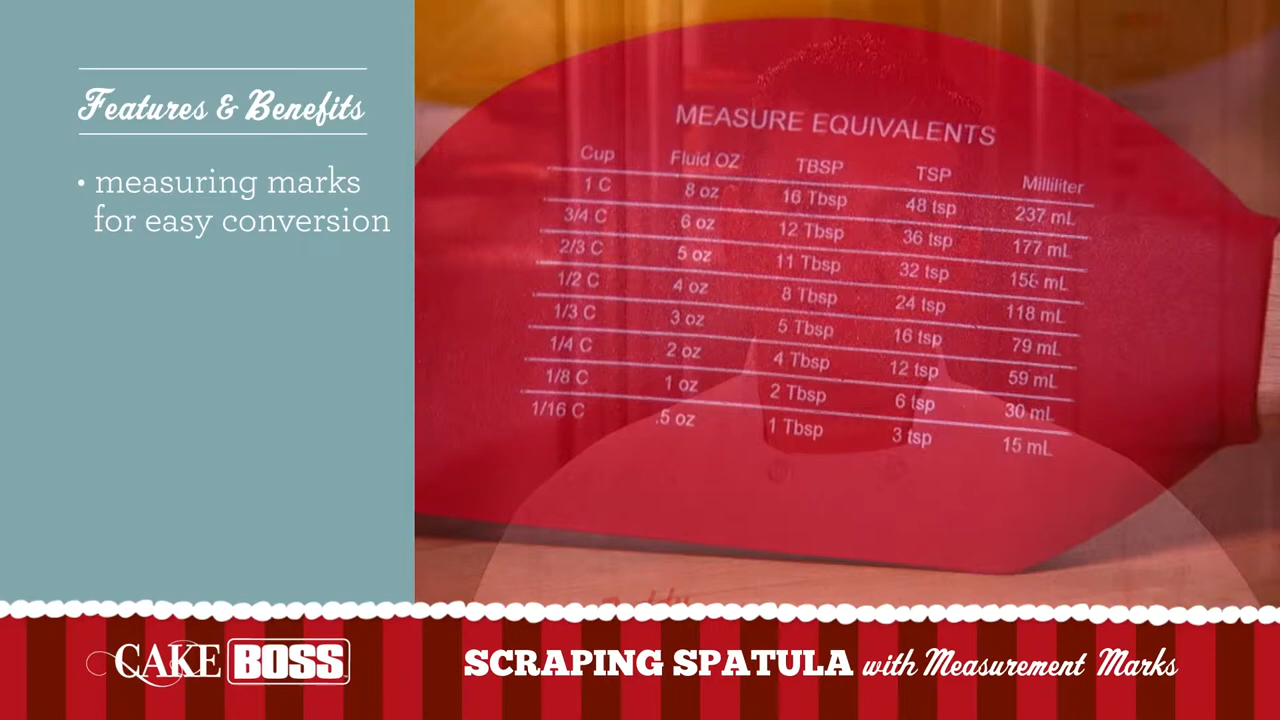 Features & Benefits
• measuring marks
for easy conversion
MEASURE EQUIVALENTS
Cup Fluid OZ TBSP TSP Milliliter
1 C 8 oz 16 Tbsp 48 tsp 237 mL
3/4 C 6 oz 12 Tbsp 36 tsp 177 mL
2/3 C 5 oz 11 Tbsp 32 tsp 158 mL
1/2 C 4 oz 8 Tbsp 24 tsp 118 mL
1/3 C 3 oz 5 Tbsp 16 tsp 79 mL
1/4 C 2 oz 4 Tbsp 12 tsp 59 mL
1/8 C 1 oz 2 Tbsp 6 tsp 30 mL
1/16 C .5 oz 1 Tbsp 3 tsp 15 mL
CAKE BOSS
SCRAPING SPATULA with Measurement Marks